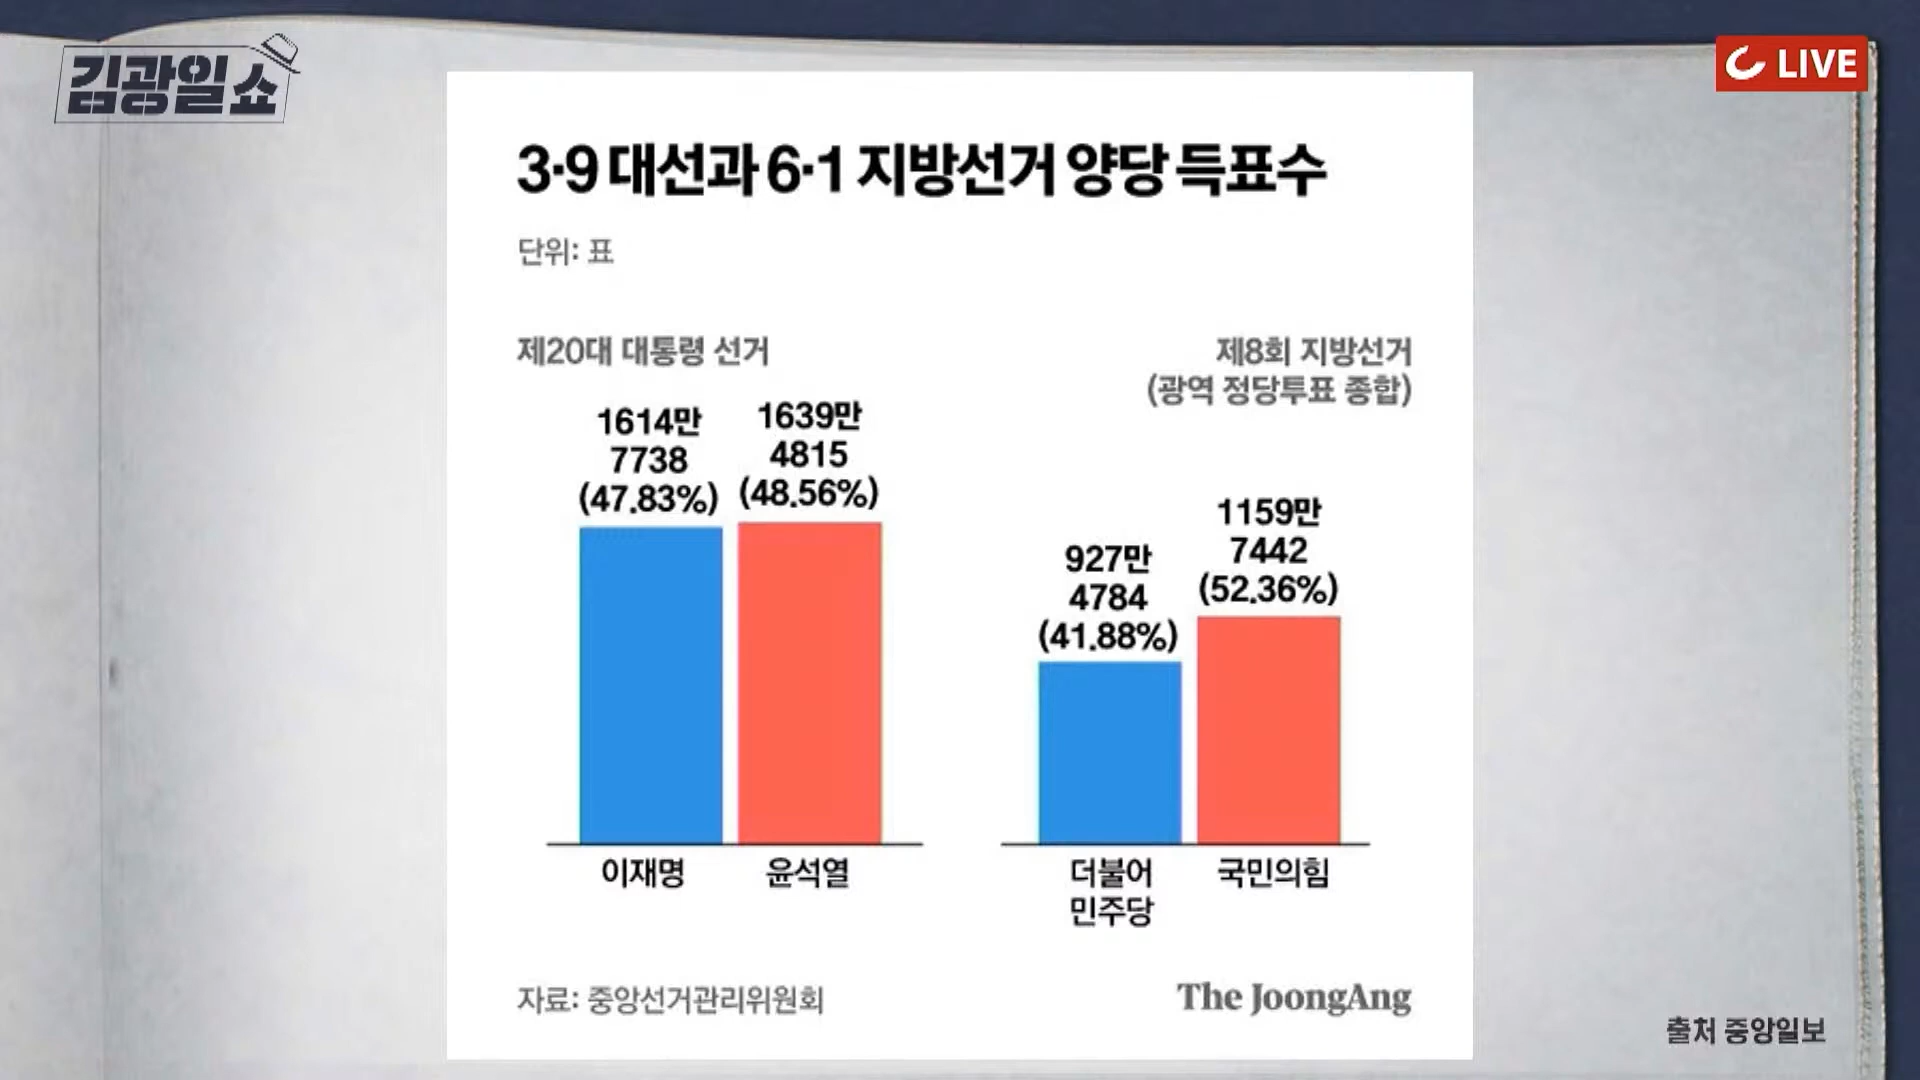 김광일쇼
LIVE
3·9 대선과 6·1 지방선거 양당 득표수
단위: 표
제20대 대통령 선거
1614만
7738
(47.83%)
1639만
4815
(48.56%)
이재명
윤석열
제8회 지방선거
(광역 정당투표 종합)
927만
4784
(41.88%)
1159만
7442
(52.36%)
더불어
민주당
국민의힘
자료: 중앙선거관리위원회
The JoongAng
출처 중앙일보